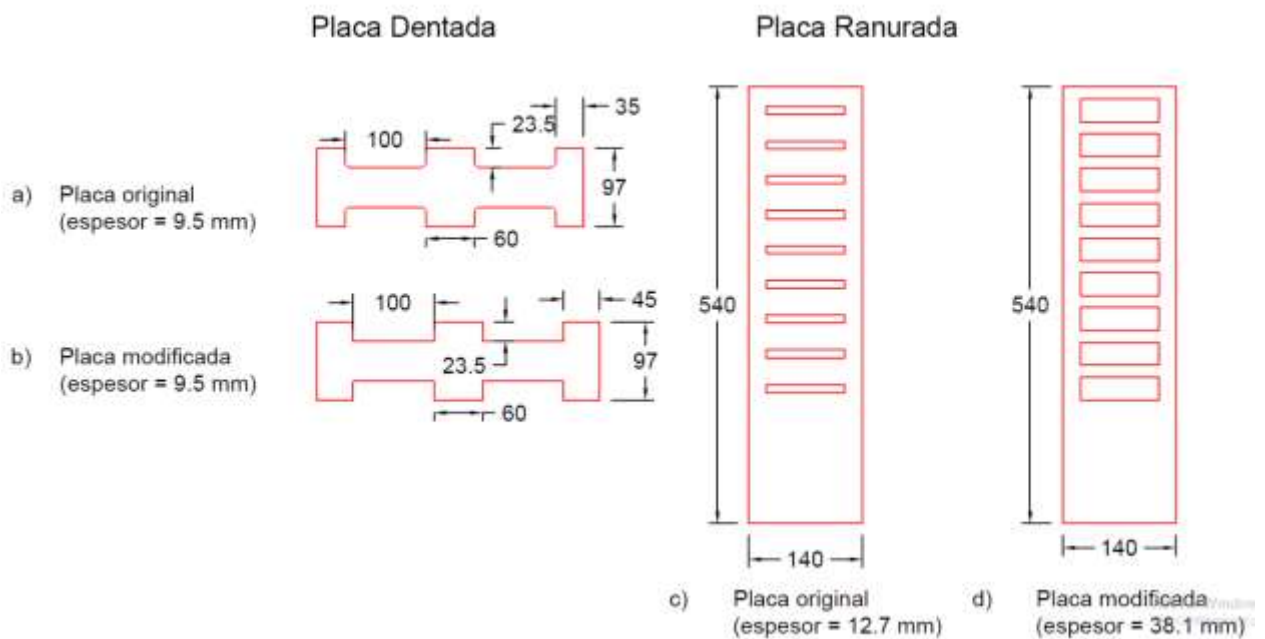 Placa Dentada
Placa Ranurada
a) Placa original
(espesor = 9.5 mm)
100
23.5
35
97
60
b) Placa modificada
(espesor = 9.5 mm)
100
45
23.5
97
60
540
140
c) Placa original
(espesor = 12.7 mm)
540
140
d) Placa modificada
(espesor = 38.1 mm)